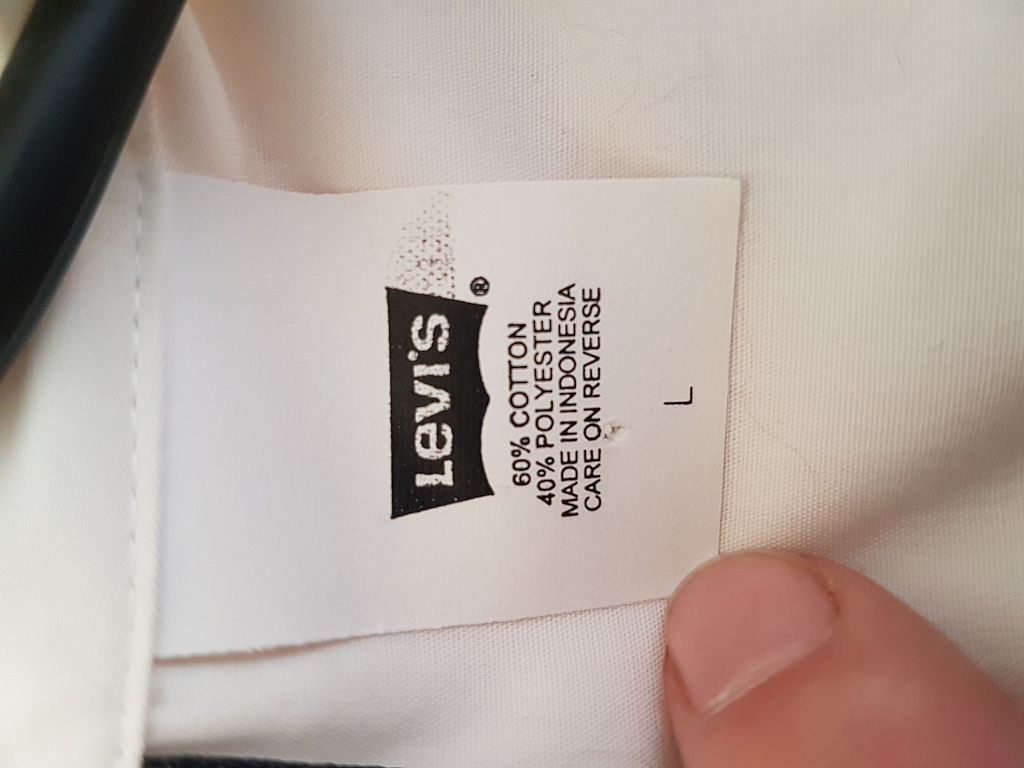 Levi's ®
60% COTTON
40% POLYESTER
MADE IN INDONESIA
CARE ON REVERSE
L